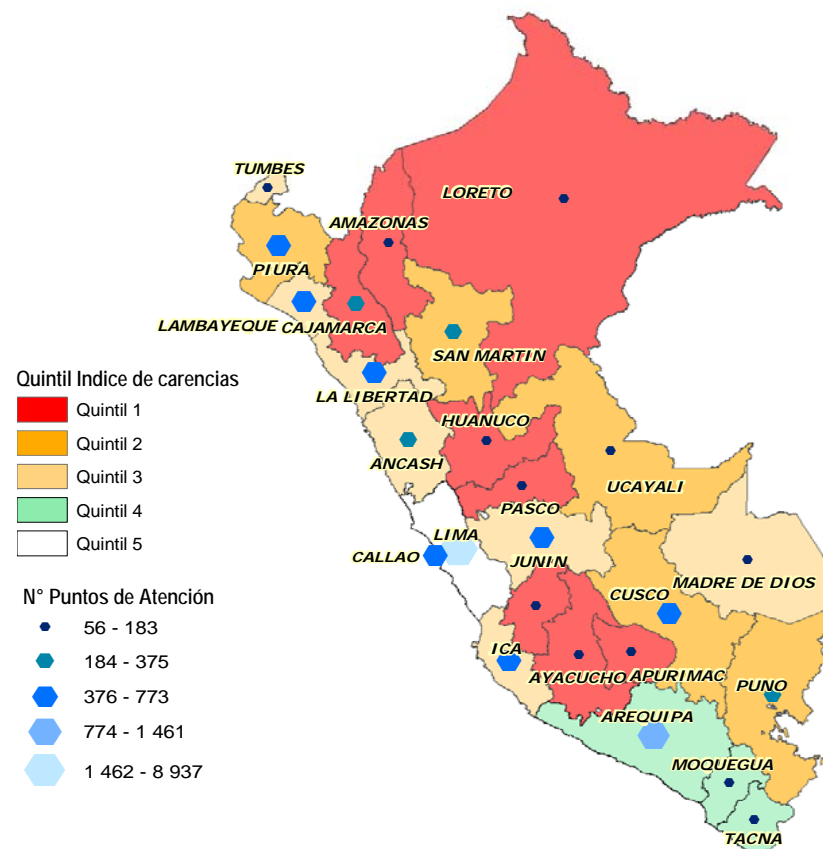 TUMBES
LORETO
AMAZONAS
PIURA
LAMBAYEQUE
CAJAMARCA
SAN MARTIN
Quintil Indice de carencias
Quintil 1
Quintil 2
Quintil 3
Quintil 4
Quintil 5
LA LIBERTAD
HUANUCO
ANCASH
UCAYALI
PASCO
LIMA
CALLAO
JUNIN
MADRE DE DIOS
CUSCO
N° Puntos de Atención
56 - 183
184 - 375
376 - 773
774 - 1 461
1 462 - 8 937
ICA
AYACUCHO
APURIMAC
PUNO
AREQUIPA
MOQUEGUA
TACNA